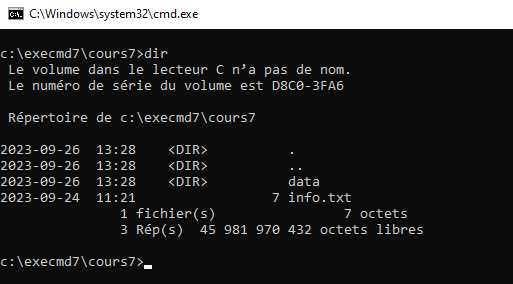 C:\Windows\system32\cmd.exe
c:\execmd7\cours7>dir
 Le volume dans le lecteur C n’a pas de nom.
 Le numéro de série du volume est D8C0-3FA6

 Répertoire de c:\execmd7\cours7

2023-09-26  13:28    <DIR>          .
2023-09-26  13:28    <DIR>          ..
2023-09-26  13:28    <DIR>          data
2023-09-24  11:21                 7 info.txt
               1 fichier(s)                7 octets
               3 Rép(s)  45 981 970 432 octets libres

c:\execmd7\cours7>